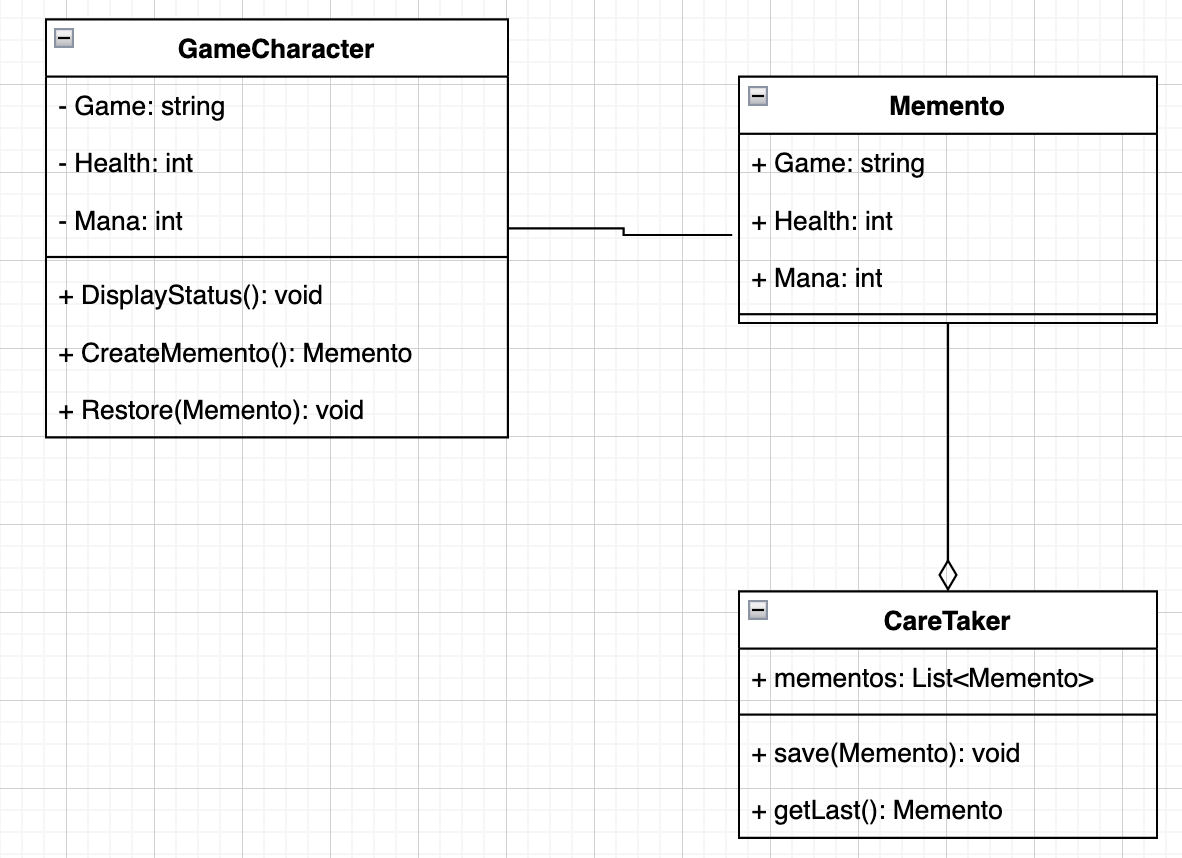 GameCharacter
- Game: string
- Health: int
- Mana: int
+ DisplayStatus(): void
+ CreateMemento(): Memento
+ Restore(Memento): void
Memento
+ Game: string
+ Health: int
+ Mana: int
CareTaker
+ mementos: List<Memento>
+ save(Memento): void
+ getLast(): Memento